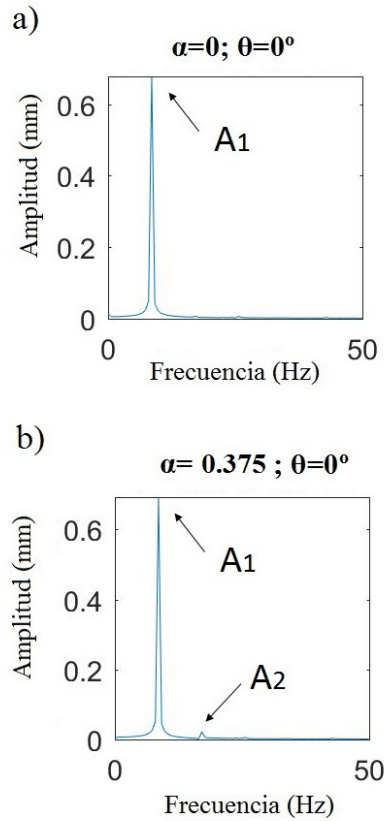 a)
α=0; θ=0º
Amplitud (mm)
0.6
0.4
0.2
0
A1
0
50
Frecuencia (Hz)
b)
α= 0.375 ; θ=0º
Amplitud (mm)
0.6
0.4
0.2
0
A1
A2
0
50
Frecuencia (Hz)